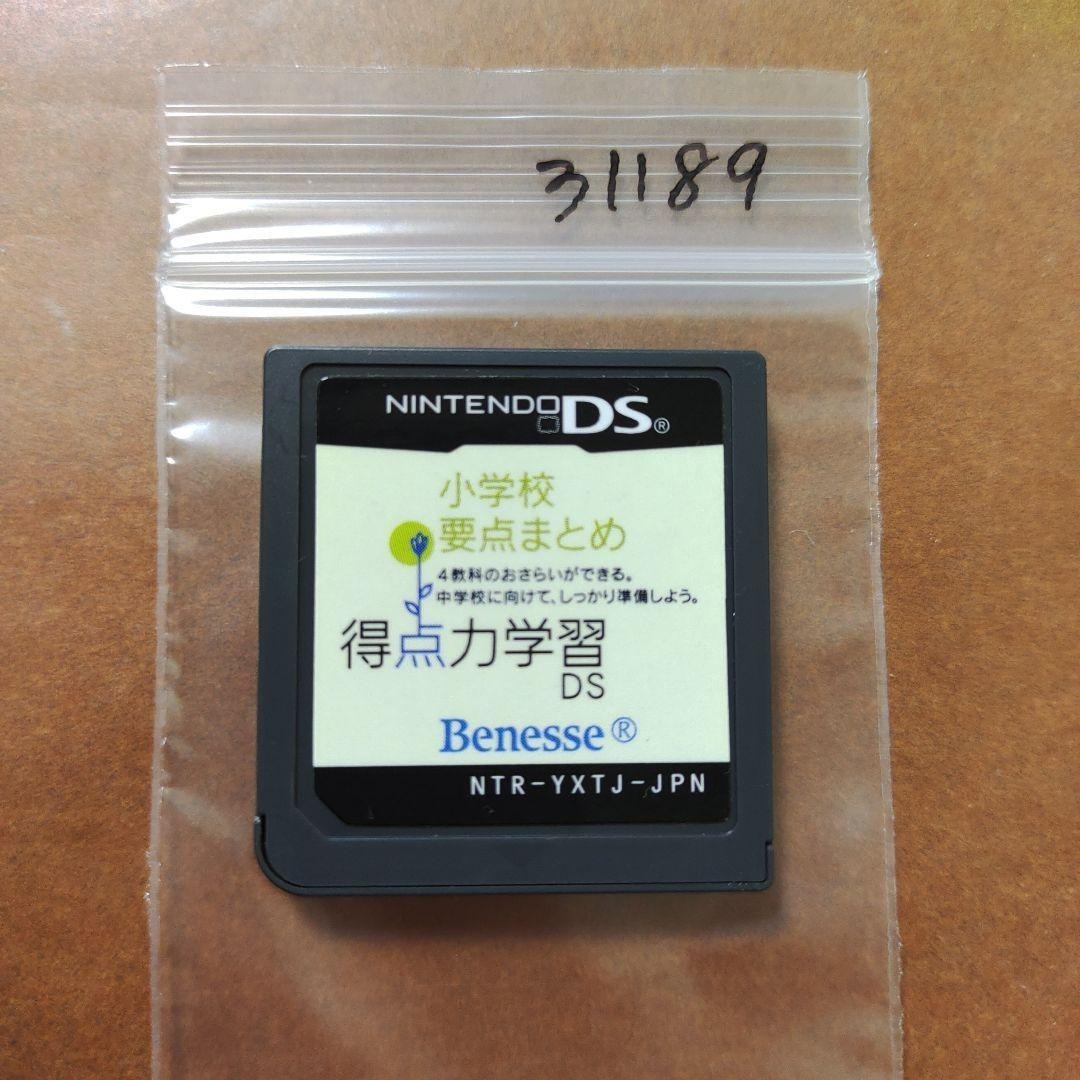 31189
NINTENDO DS®
小学校
要点まとめ
4教科のおさらいができる。
中学校に向けて、しっかり準備しよう。
得点力学習
DS
Benesse®
NTR-YXTJ-JPN